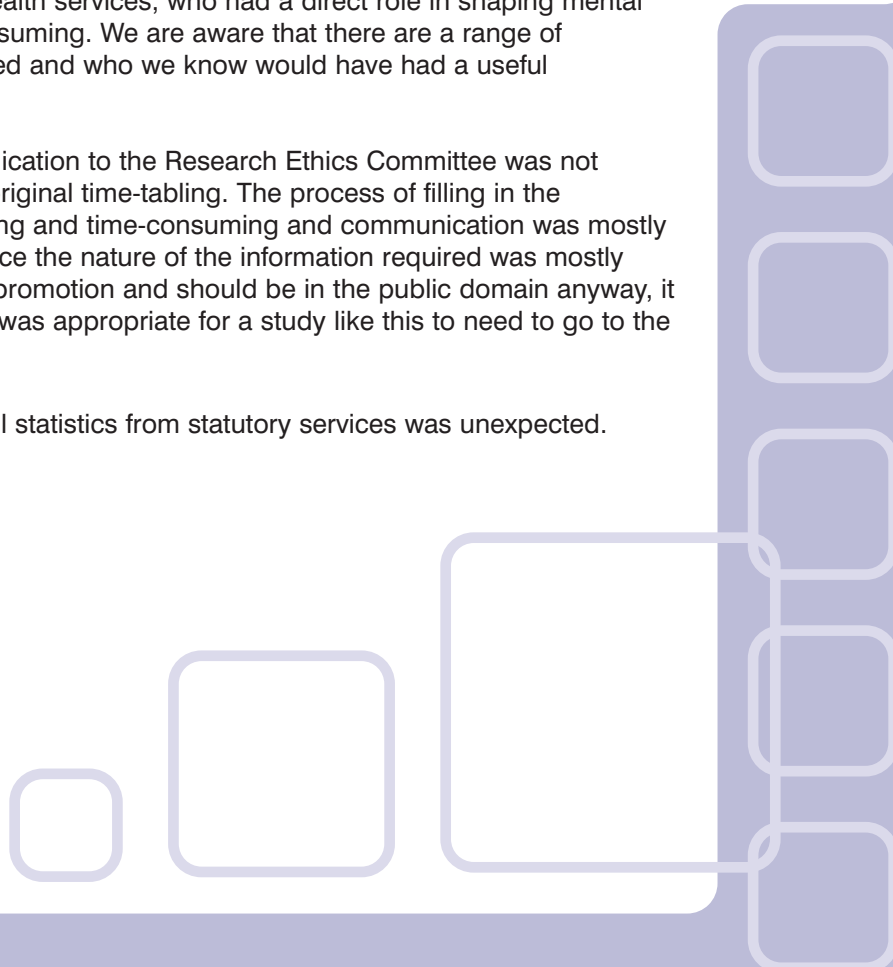 health services, who had a direct role in shaping mental
suming. We are aware that there are a range of
ed and who we know would have had a useful
ication to the Research Ethics Committee was not
riginal time-tabling. The process of filling in the
ng and time-consuming and communication was mostly
ce the nature of the information required was mostly
promotion and should be in the public domain anyway, it
was appropriate for a study like this to need to go to the
l statistics from statutory services was unexpected.